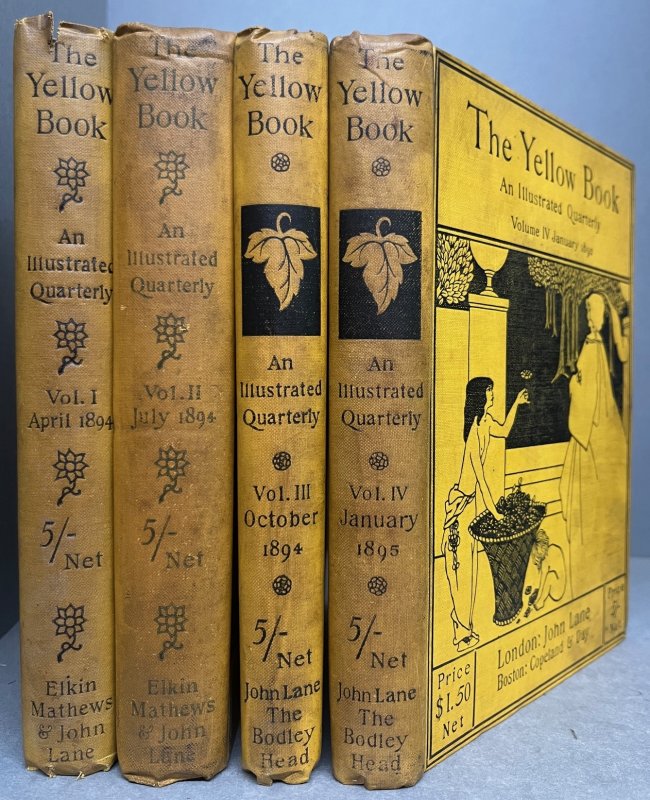 The
Yellow
Book
An
Illustrated
Quarterly
Vol. I
April 1894
5/-
Net
Elkin
Mathews
& John
Lane
The
Yellow
Book
An
Illustrated
Quarterly
Vol. II
July 1894
5/-
Net
Elkin
Mathews
& John
Lane
The
Yellow
Book
An
Illustrated
Quarterly
Vol. III
October
1894
5/-
Net
John Lane
The
Bodley
Head
The
Yellow
Book
An
Illustrated
Quarterly
Vol. IV
January
1895
5/-
Net
John Lane
The
Bodley
Head
The Yellow Book
An Illustrated Quarterly
Volume IV January 1895
Price
$1.50
Net
London: John Lane
Boston: Copeland & Day
Price
5/-
Net